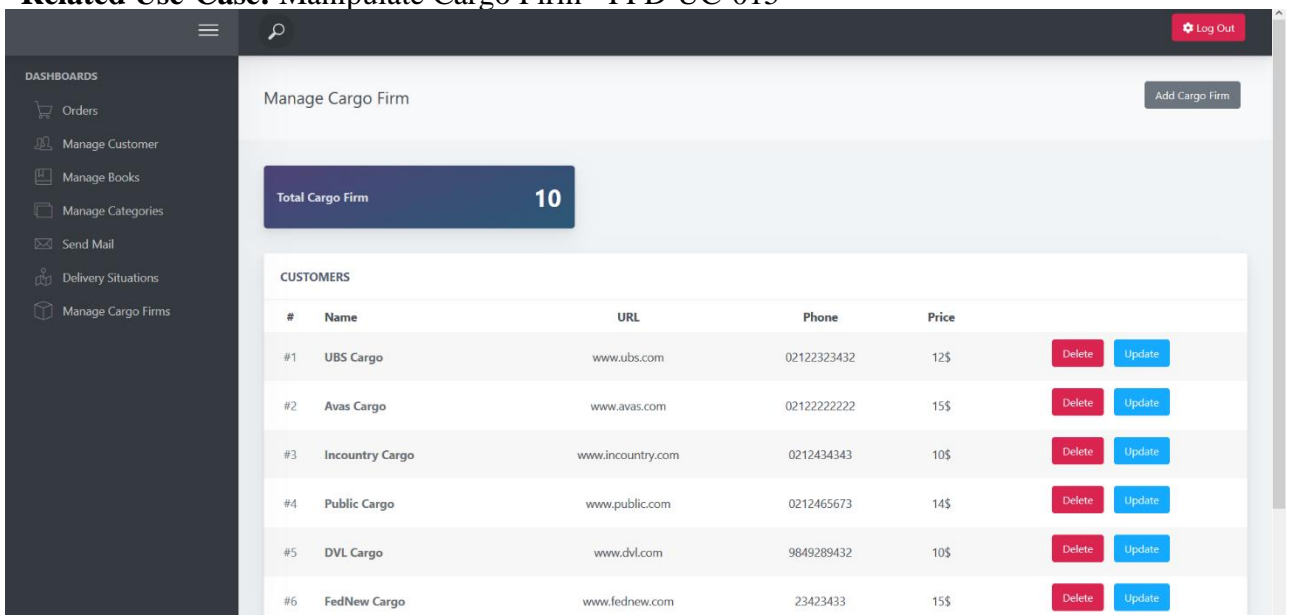 Related Use Case: Manipulate Cargo Firm - FPD-UC-015
Log Out
DASHBOARDS
Orders
Manage Customer
Manage Books
Manage Categories
Send Mail
Delivery Situations
Manage Cargo Firms
Manage Cargo Firm
Add Cargo Firm
Total Cargo Firm 10
CUSTOMERS
# Name URL Phone Price
#1 UBS Cargo www.ubs.com 02122323432 12$ Delete Update
#2 Avas Cargo www.avas.com 02122222222 15$ Delete Update
#3 Incountry Cargo www.incountry.com 0212434343 10$ Delete Update
#4 Public Cargo www.public.com 0212465673 14$ Delete Update
#5 DVL Cargo www.dvl.com 9849289432 10$ Delete Update
#6 FedNew Cargo www.fednew.com 23423433 15$ Delete Update